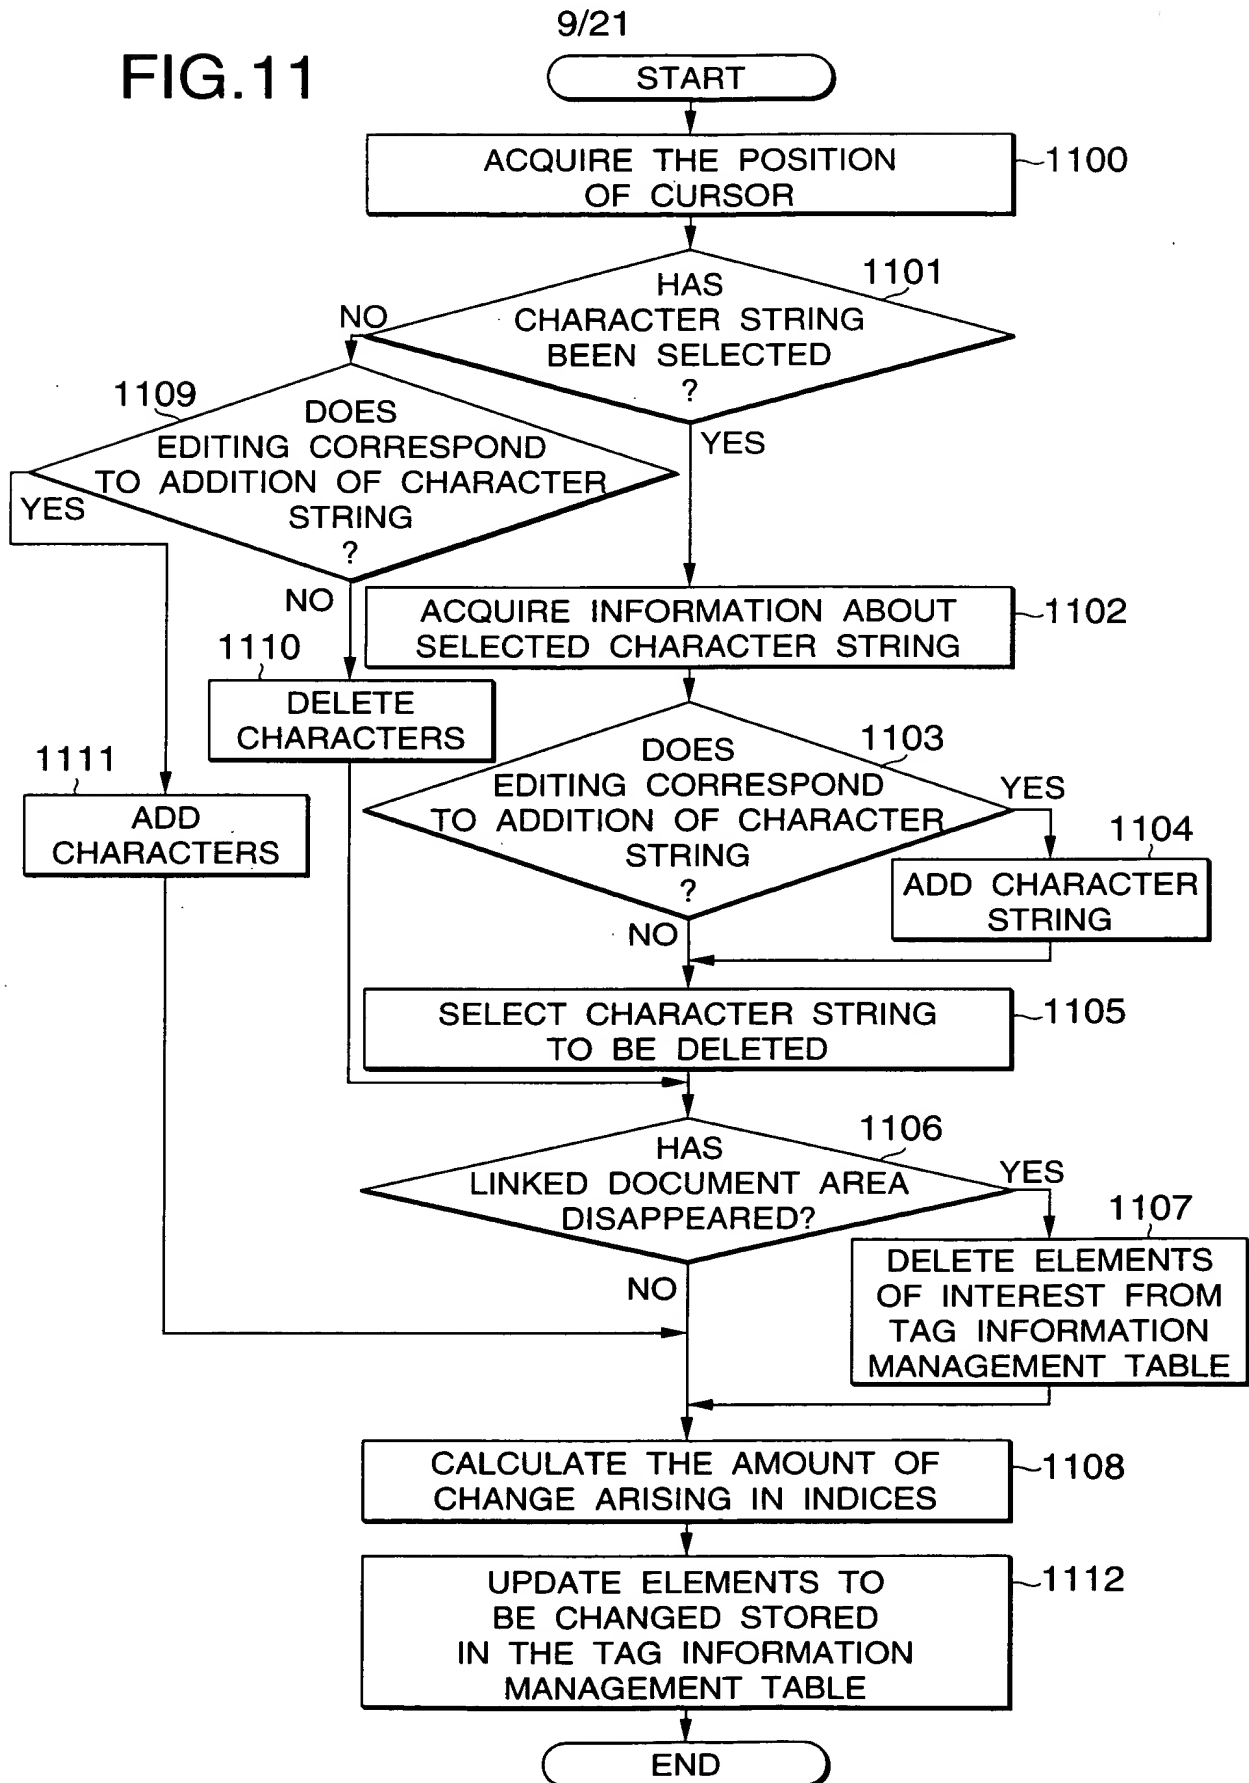 9/21
FIG.11
START
ACQUIRE THE POSITION
OF CURSOR
1100
HAS
CHARACTER STRING
BEEN SELECTED
?
1101
NO
YES
1109
DOES
EDITING CORRESPOND
TO ADDITION OF CHARACTER
STRING
?
YES
NO
ACQUIRE INFORMATION ABOUT
SELECTED CHARACTER STRING
1102
1110
DELETE
CHARACTERS
1111
ADD
CHARACTERS
DOES
EDITING CORRESPOND
TO ADDITION OF CHARACTER
STRING
?
1103
YES
NO
1104
ADD CHARACTER
STRING
SELECT CHARACTER STRING
TO BE DELETED
1105
HAS
LINKED DOCUMENT AREA
DISAPPEARED?
1106
YES
NO
1107
DELETE ELEMENTS
OF INTEREST FROM
TAG INFORMATION
MANAGEMENT TABLE
CALCULATE THE AMOUNT OF
CHANGE ARISING IN INDICES
1108
UPDATE ELEMENTS TO
BE CHANGED STORED
IN THE TAG INFORMATION
MANAGEMENT TABLE
1112
END